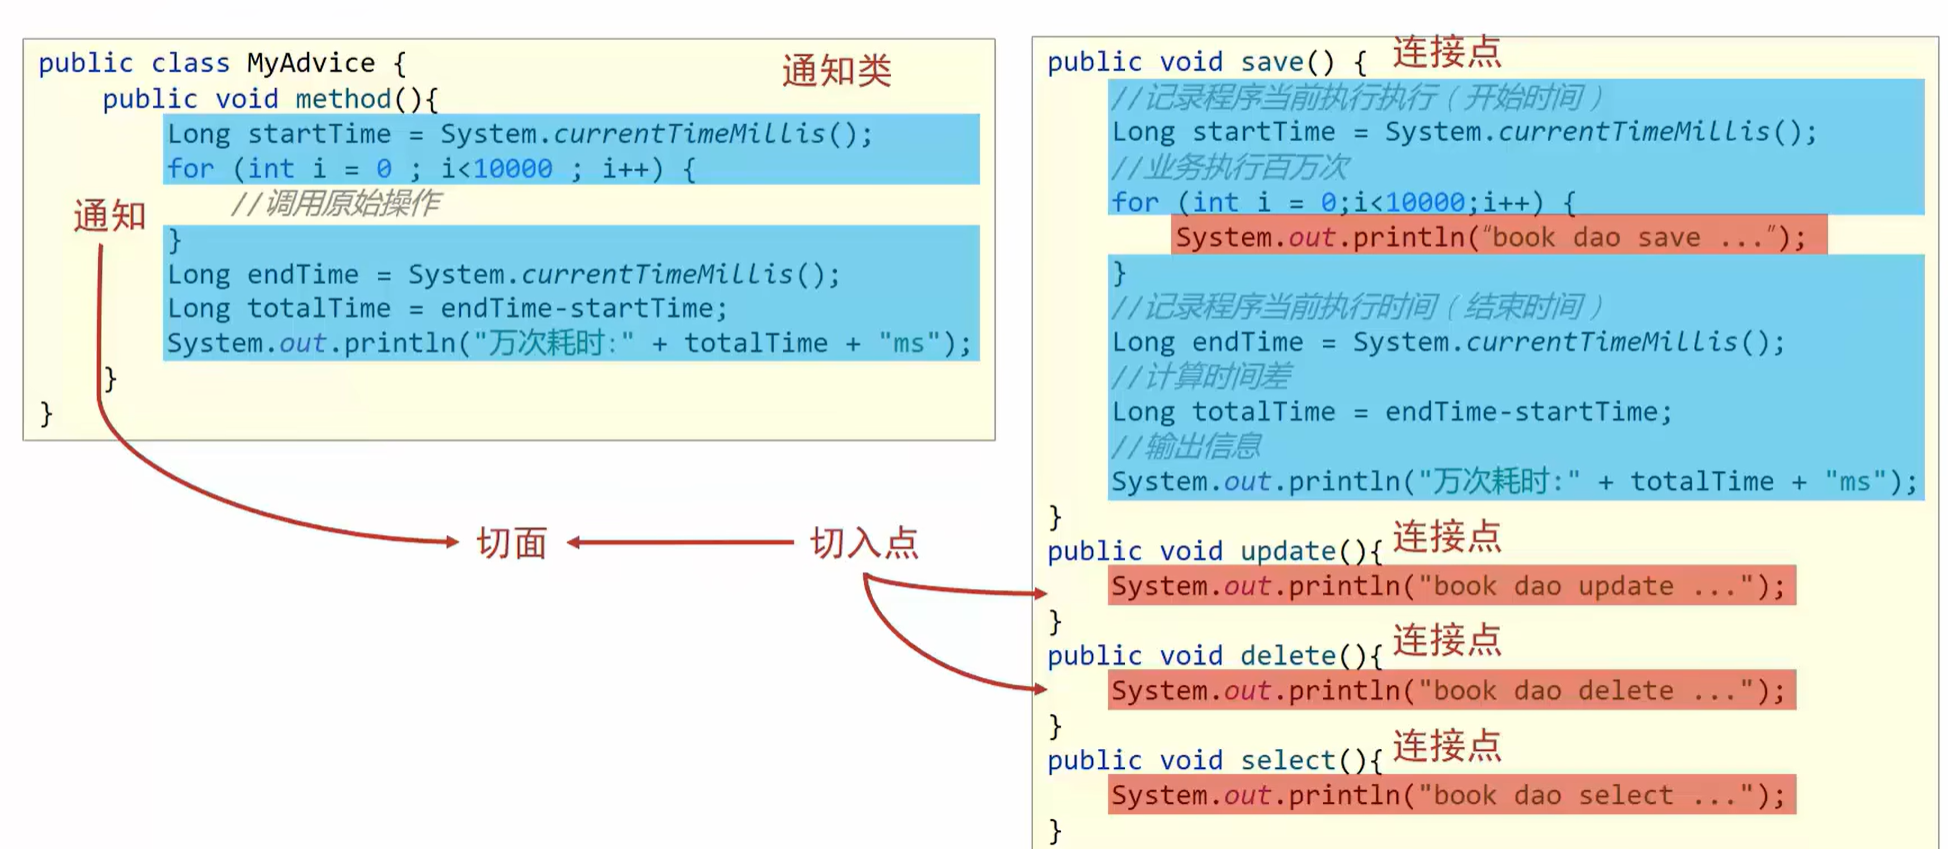 public class MyAdvice {
通知类
public void method(){
Long startTime = System.currentTimeMillis();
for (int i = 0 ; i<10000 ; i++) {
//调用原始操作
通知
}
Long endTime = System.currentTimeMillis();
Long totalTime = endTime-startTime;
System.out.println("万次耗时:" + totalTime + "ms");
}
}
切面
切入点
public void save() {
连接点
//记录程序当前执行执行（开始时间）
Long startTime = System.currentTimeMillis();
//业务执行百万次
for (int i = 0;i<10000;i++) {
System.out.println(“book dao save ...”);
}
//记录程序当前执行时间（结束时间）
Long endTime = System.currentTimeMillis();
//计算时间差
Long totalTime = endTime-startTime;
//输出信息
System.out.println("万次耗时:" + totalTime + "ms");
}
public void update(){
连接点
System.out.println("book dao update ...");
}
public void delete(){
连接点
System.out.println("book dao delete ...");
}
public void select(){
连接点
System.out.println("book dao select ...");
}